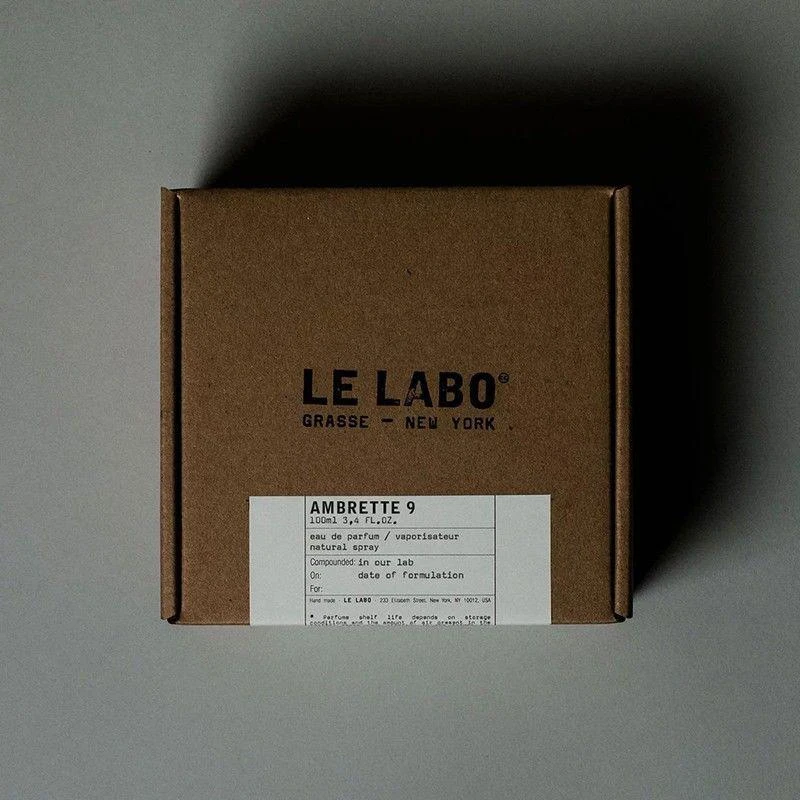 LE LABO
GRASSE – NEW YORK .
AMBRETTE 9
100ml 3,4 FL.OZ.
eau de parfum / vaporisateur
natural spray
Compounded: in our lab
On: date of formulation
For:
Hand made - LE LABO - 233 Elizabeth Street, New York, NY 10012, USA
* Perfume shelf life depends on storage
conditions and the amount of air present in the